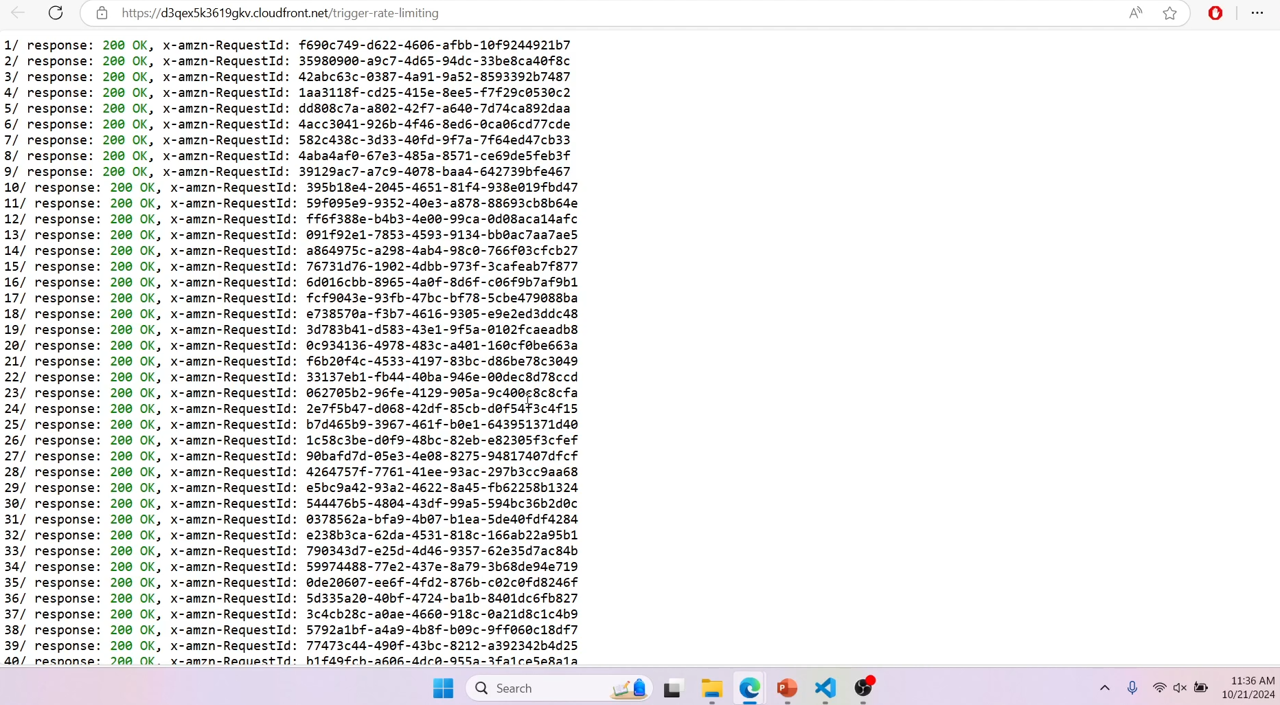 https://d3qex5k3619gkv.cloudfront.net/trigger-rate-limiting
1/ response: 200 OK, x-amzn-RequestId: f690c749-d622-4606-afbb-10f9244921b7
2/ response: 200 OK, x-amzn-RequestId: 35980900-a9c7-4d65-94dc-33be8ca40f8c
3/ response: 200 OK, x-amzn-RequestId: 42abc63c-0387-4a91-9a52-8593392b7487
4/ response: 200 OK, x-amzn-RequestId: 1aa3118f-cd25-415e-8ee5-f7f29c0530c2
5/ response: 200 OK, x-amzn-RequestId: dd808c7a-a802-42f7-a640-7d74ca892daa
6/ response: 200 OK, x-amzn-RequestId: 4acc3041-926b-4f46-8ed6-0ca06cd77cde
7/ response: 200 OK, x-amzn-RequestId: 582c438c-3d33-40fd-9f7a-7f64ed47cb33
8/ response: 200 OK, x-amzn-RequestId: 4aba4af0-67e3-485a-8571-ce69de5feb3f
9/ response: 200 OK, x-amzn-RequestId: 39129ac7-a7c9-4078-baa4-642739bfe467
10/ response: 200 OK, x-amzn-RequestId: 395b18e4-2045-4651-81f4-938e019fbd47
11/ response: 200 OK, x-amzn-RequestId: 59f095e9-9352-40e3-a878-88693cb8b64e
12/ response: 200 OK, x-amzn-RequestId: ff6f388e-b4b3-4e00-99ca-0d08aca14afc
13/ response: 200 OK, x-amzn-RequestId: 091f92e1-7853-4593-9134-bb0ac7aa7ae5
14/ response: 200 OK, x-amzn-RequestId: a864975c-a298-4ab4-98c0-766f03cfcb27
15/ response: 200 OK, x-amzn-RequestId: 76731d76-1902-4dbb-973f-3cafeab7f877
16/ response: 200 OK, x-amzn-RequestId: 6d016cbb-8965-4a0f-8d6f-c06f9b7af9b1
17/ response: 200 OK, x-amzn-RequestId: fcf9043e-93fb-47bc-bf78-5cbe479088ba
18/ response: 200 OK, x-amzn-RequestId: e738570a-f3b7-4616-9305-e9e2ed3ddc48
19/ response: 200 OK, x-amzn-RequestId: 3d783b41-d583-43e1-9f5a-0102fcaeadb8
20/ response: 200 OK, x-amzn-RequestId: 0c934136-4978-483c-a401-160cf0be663a
21/ response: 200 OK, x-amzn-RequestId: f6b20f4c-4533-4197-83bc-d86be78c3049
22/ response: 200 OK, x-amzn-RequestId: 33137eb1-fb44-40ba-946e-00dec8d78ccd
23/ response: 200 OK, x-amzn-RequestId: 062705b2-96fe-4129-905a-9c400c8c8cfa
24/ response: 200 OK, x-amzn-RequestId: 2e7f5b47-d068-42df-85cb-d0f54f3c4f15
25/ response: 200 OK, x-amzn-RequestId: b7d465b9-3967-461f-b0e1-643951371d40
26/ response: 200 OK, x-amzn-RequestId: 1c58c3be-d0f9-48bc-82eb-e82305f3cfef
27/ response: 200 OK, x-amzn-RequestId: 90bafd7d-05e3-4e08-8275-94817407dfcf
28/ response: 200 OK, x-amzn-RequestId: 4264757f-7761-41ee-93ac-297b3cc9aa68
29/ response: 200 OK, x-amzn-RequestId: e5bc9a42-93a2-4622-8a45-fb62258b1324
30/ response: 200 OK, x-amzn-RequestId: 544476b5-4804-43df-99a5-594bc36b2d0c
31/ response: 200 OK, x-amzn-RequestId: 0378562a-bfa9-4b07-b1ea-5de40fdf4284
32/ response: 200 OK, x-amzn-RequestId: e238b3ca-62da-4531-818c-166ab22a95b1
33/ response: 200 OK, x-amzn-RequestId: 790343d7-e25d-4d46-9357-62e35d7ac84b
34/ response: 200 OK, x-amzn-RequestId: 59974488-77e2-437e-8a79-3b68de94e719
35/ response: 200 OK, x-amzn-RequestId: 0de20607-ee6f-4fd2-876b-c02c0fd8246f
36/ response: 200 OK, x-amzn-RequestId: 5d335a20-40bf-4724-ba1b-8401dc6fb827
37/ response: 200 OK, x-amzn-RequestId: 3c4cb28c-a0ae-4660-918c-0a21d8c1c4b9
38/ response: 200 OK, x-amzn-RequestId: 5792a1bf-a4a9-4b8f-b09c-9ff060c18df7
39/ response: 200 OK, x-amzn-RequestId: 77473c44-490f-43bc-8212-a392342b4d25
40/ response: 200 OK, x-amzn-RequestId: b1f49fcb-a606-4dc0-955a-3fa1ce5e8a1a
Search
11:36 AM
10/21/2024